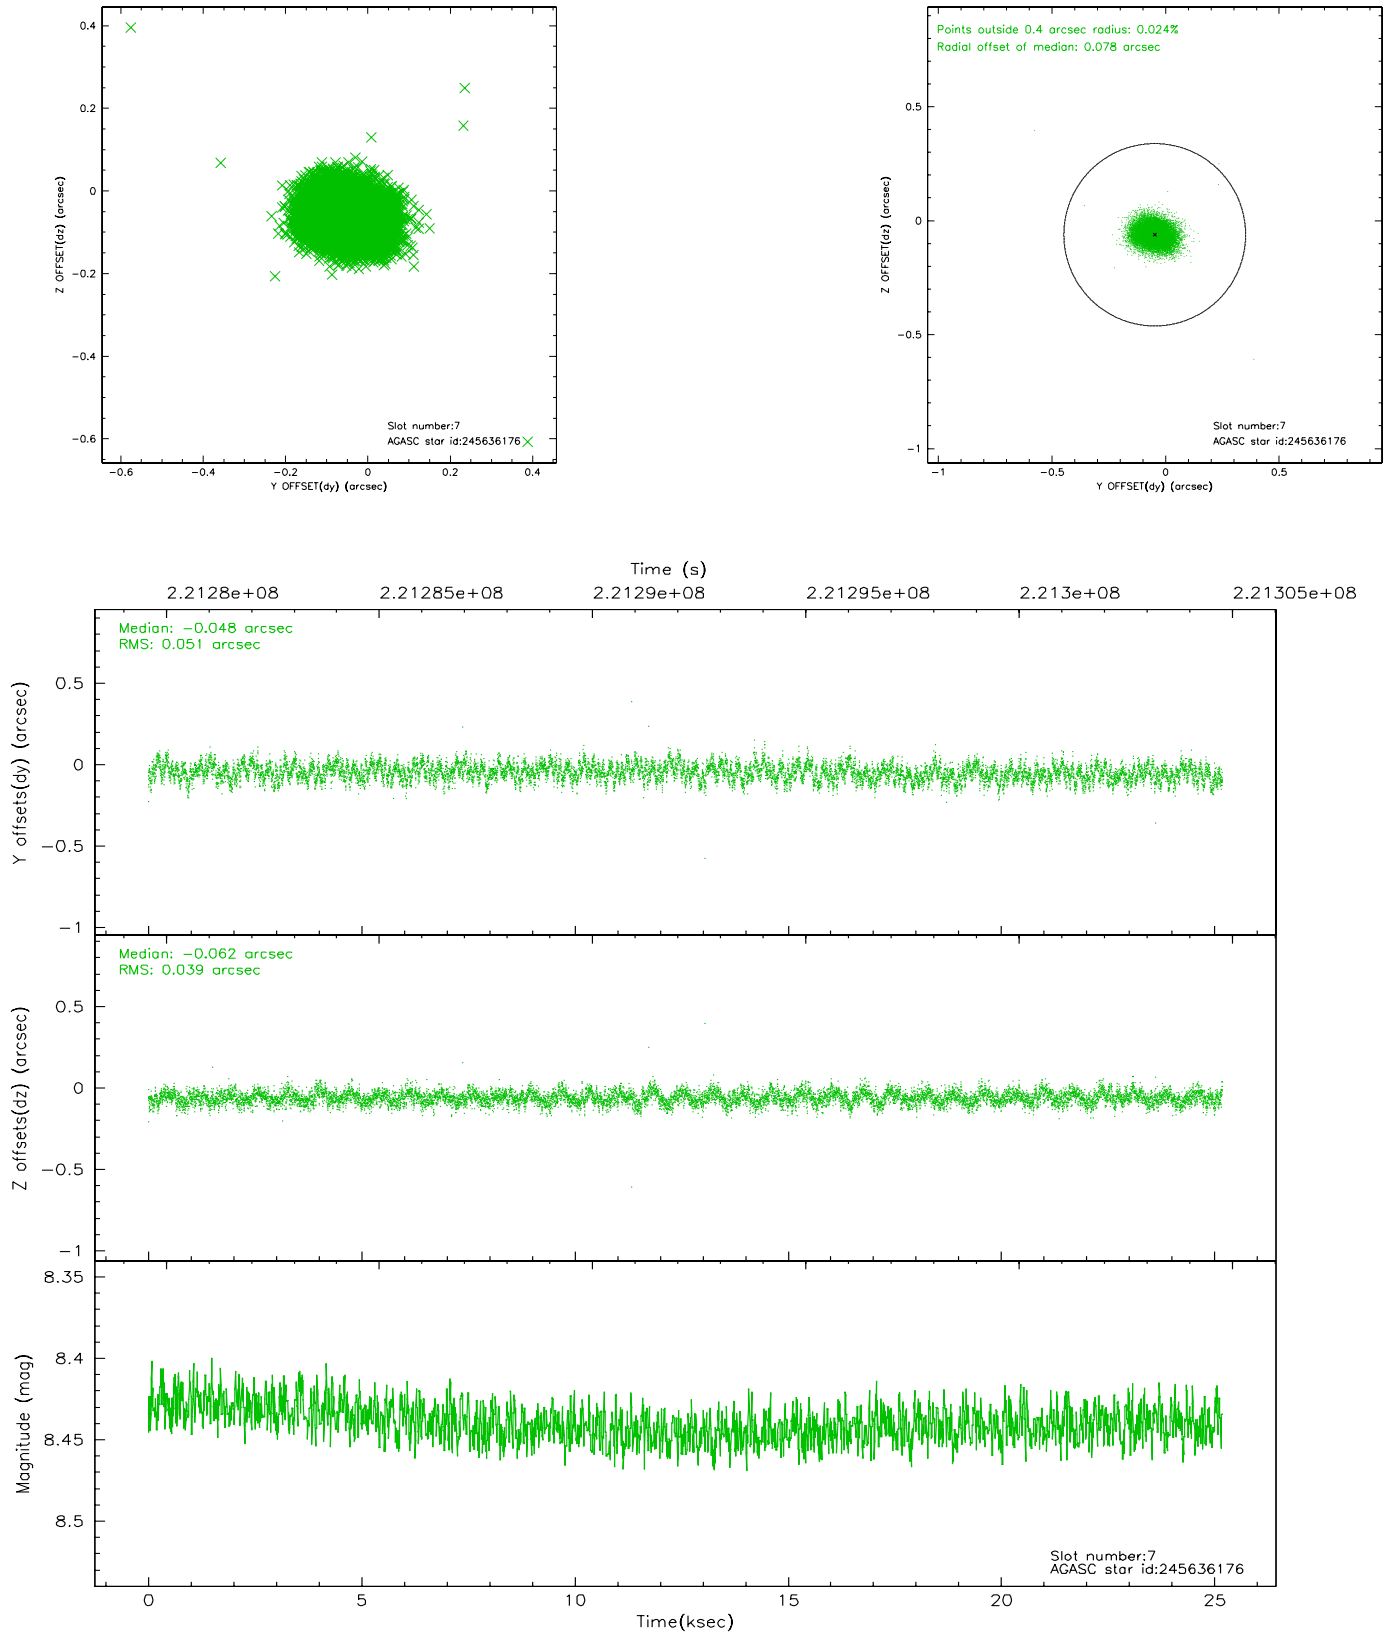 0.4
0.2
0
−0.2
−0.4
−0.6
Z OFFSET(dz) (arcsec)
Slot number:7
AGASC star id:245636176
−0.6 −0.4 −0.2 0 0.2 0.4
Y OFFSET(dy) (arcsec)
Points outside 0.4 arcsec radius: 0.024%
Radial offset of median: 0.078 arcsec
0.5
0
−0.5
−1
Z OFFSET(dz) (arcsec)
Slot number:7
AGASC star id:245636176
−1 −0.5 0 0.5
Y OFFSET(dy) (arcsec)
Time (s)
2.2128e+08 2.21285e+08 2.2129e+08 2.21295e+08 2.213e+08 2.21305e+08
Median: −0.048 arcsec
RMS: 0.051 arcsec
0.5
0
−0.5
−1
Y offsets(dy) (arcsec)
Median: −0.062 arcsec
RMS: 0.039 arcsec
0.5
0
−0.5
−1
Z offsets(dz) (arcsec)
8.35
8.4
8.45
8.5
Magnitude (mag)
Slot number:7
AGASC star id:245636176
0 5 10 15 20 25
Time(ksec)